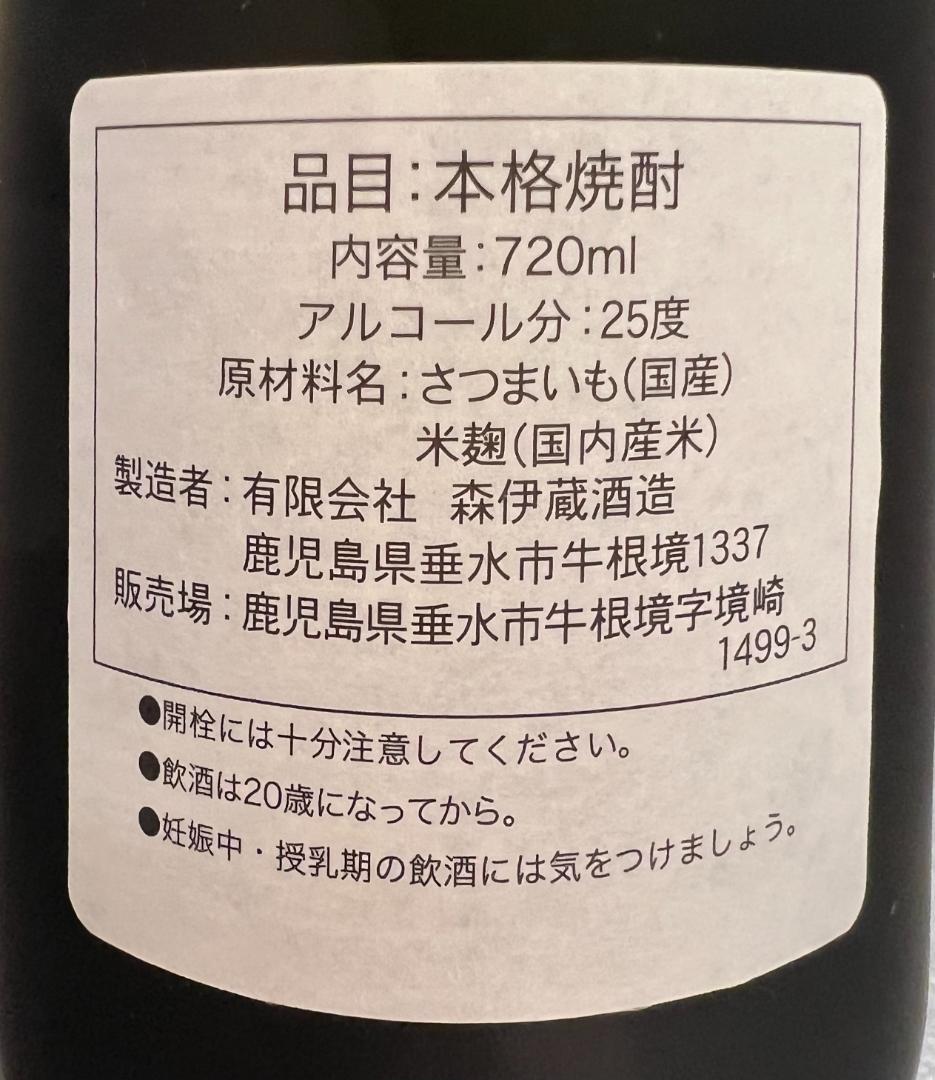 品目:本格焼酎
内容量:720ml
アルコール分:25度
原材料名:さつまいも(国産)
米麹(国内産米)
製造者:有限会社 森伊蔵酒造
鹿児島県垂水市牛根境1337
販売場:鹿児島県垂水市牛根境字境崎
1499-3
●開栓には十分注意してください。
●飲酒は20歳になってから。
●妊娠中・授乳期の飲酒には気をつけましょう。